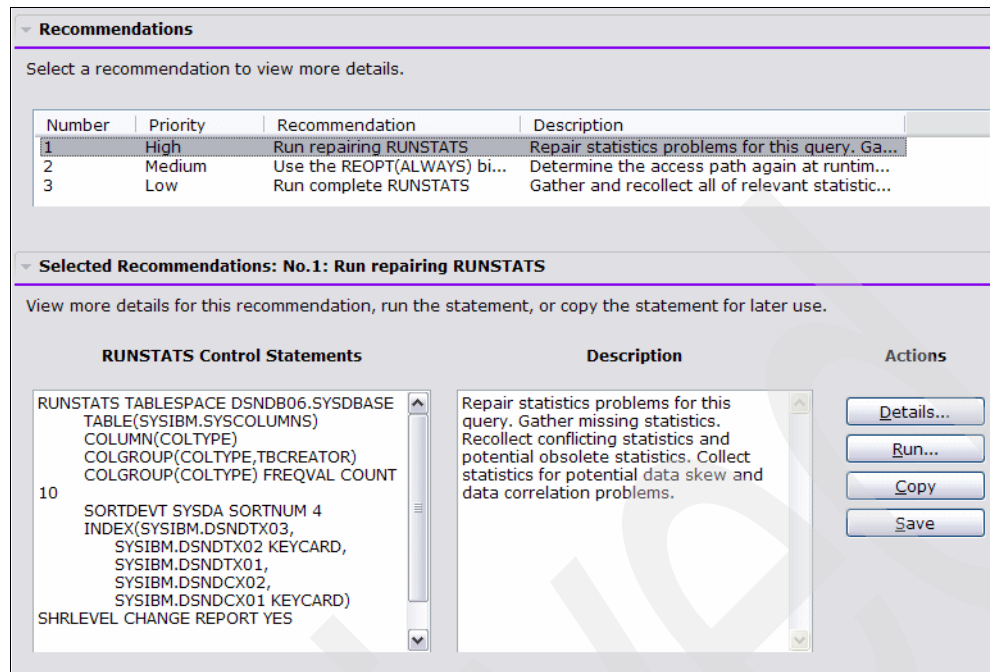 Recommendations
Select a recommendation to view more details.
Number Priority Recommendation Description
1 High Run repairing RUNSTATS Repair statistics problems for this query. Ga...
2 Medium Use the REOPT(ALWAYS) bi... Determine the access path again at runtim...
3 Low Run complete RUNSTATS Gather and recollect all of relevant statistic...
Selected Recommendations: No.1: Run repairing RUNSTATS
View more details for this recommendation, run the statement, or copy the statement for later use.
RUNSTATS Control Statements
RUNSTATS TABLESPACE DSNDB06.SYSDBASE
TABLE(SYSIBM.SYSCOLUMNS)
COLUMN(COLTYPE)
COLGROUP(COLTYPE,TBCREATOR)
COLGROUP(COLTYPE) FREQVAL COUNT
10
SORTDEVT SYSDA SORTNUM 4
INDEX(SYSIBM.DSNDTX03,
SYSIBM.DSNDTX02 KEYCARD,
SYSIBM.DSNDTX01,
SYSIBM.DSNDCX02,
SYSIBM.DSNDCX01 KEYCARD)
SHRLEVEL CHANGE REPORT YES
Description
Repair statistics problems for this
query. Gather missing statistics.
Recollect conflicting statistics and
potential obsolete statistics. Collect
statistics for potential data skew and
data correlation problems.
Actions
Details...
Run...
Copy
Save